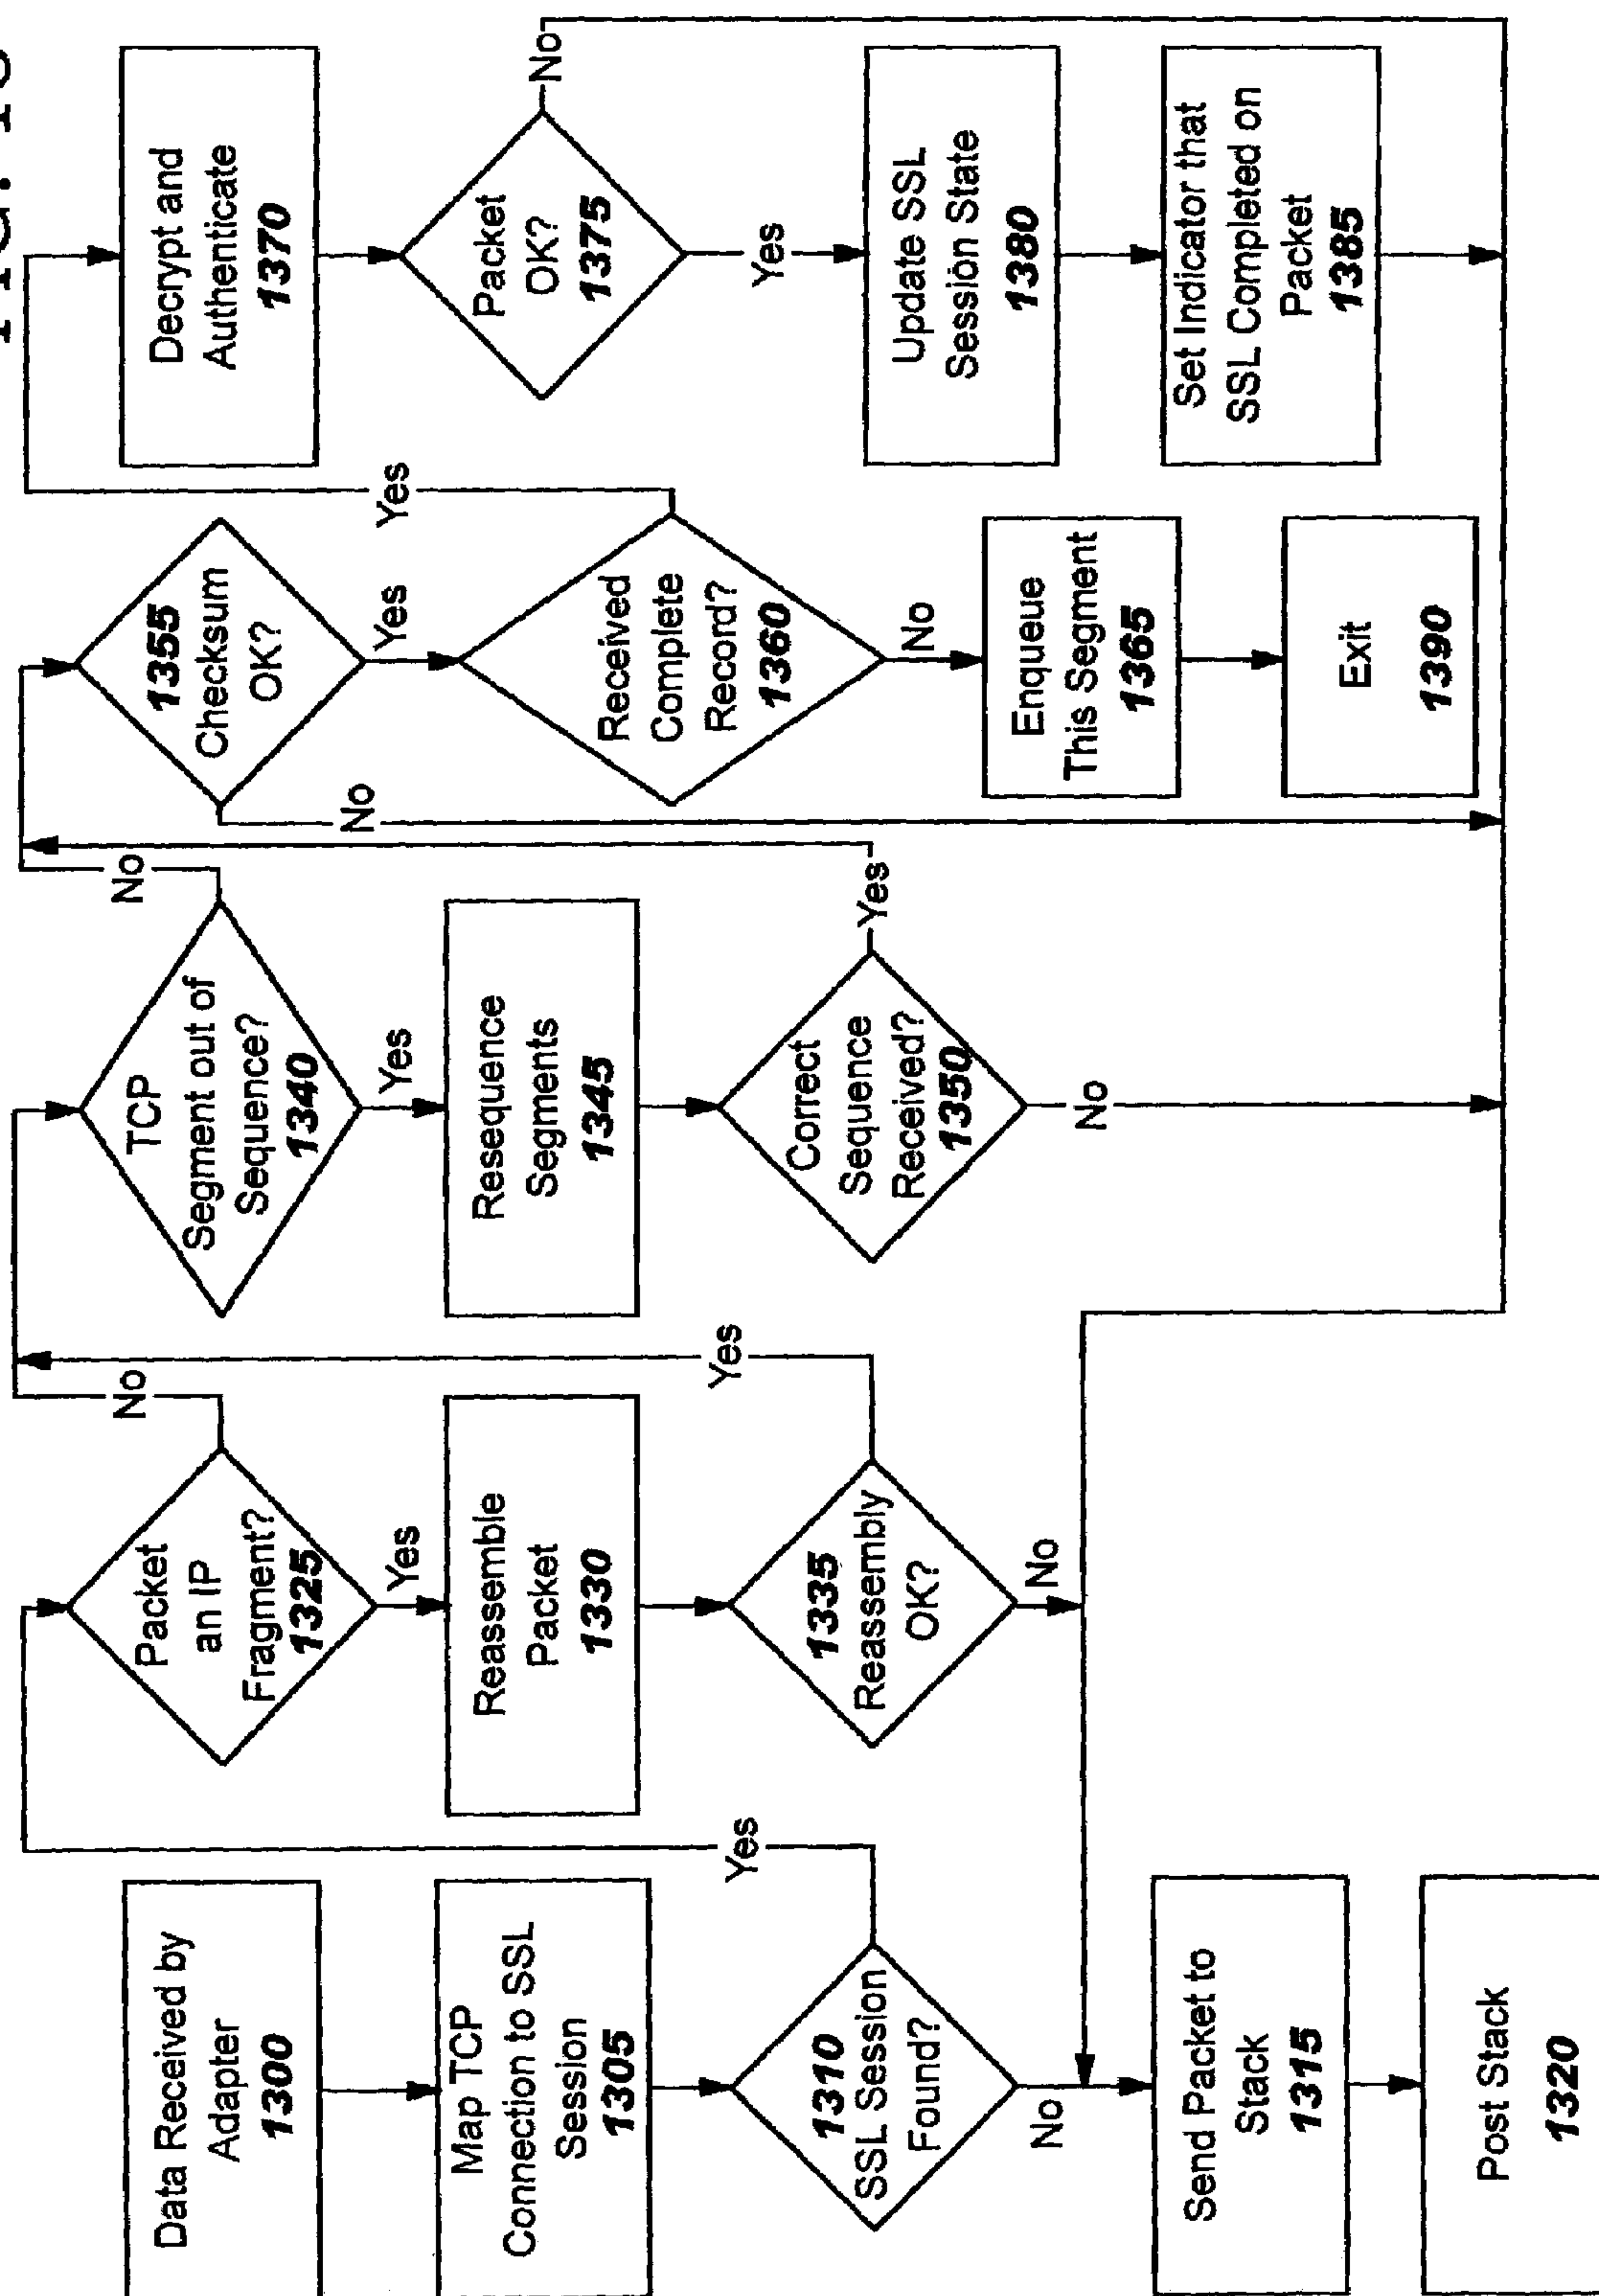 Data Received by
Adapter
1300
Map TCP
Connection to SSL
Session
1305
1310
SSL Session
Found?
Yes
No
Send Packet to
Stack
1315
Post Stack
1320
Packet
an IP
Fragment?
1325
No
Yes
Reassemble
Packet
1330
1335
Reassembly
OK?
Yes
No
TCP
Segment out of
Sequence?
1340
No
Yes
Resequence
Segments
1345
Correct
Sequence
Received?
1350
Yes
No
1355
Checksum
OK?
No
Yes
Received
Complete
Record?
1360
Yes
No
Enqueue
This Segment
1365
Exit
1390
Decrypt and
Authenticate
1370
Packet
OK?
1375
No
Yes
Update SSL
Session State
1380
Set Indicator that
SSL Completed on
Packet
1385